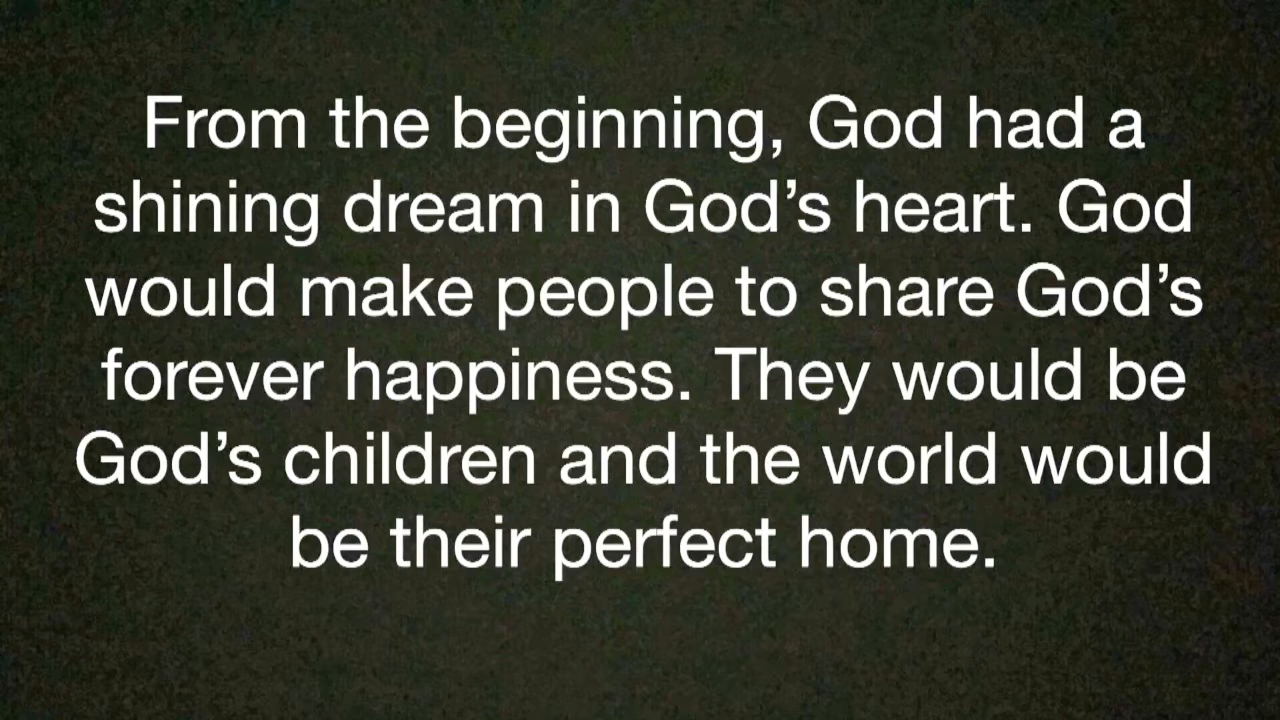 From the beginning, God had a
shining dream in God’s heart. God
would make people to share God’s
forever happiness. They would be
God’s children and the world would
be their perfect home.